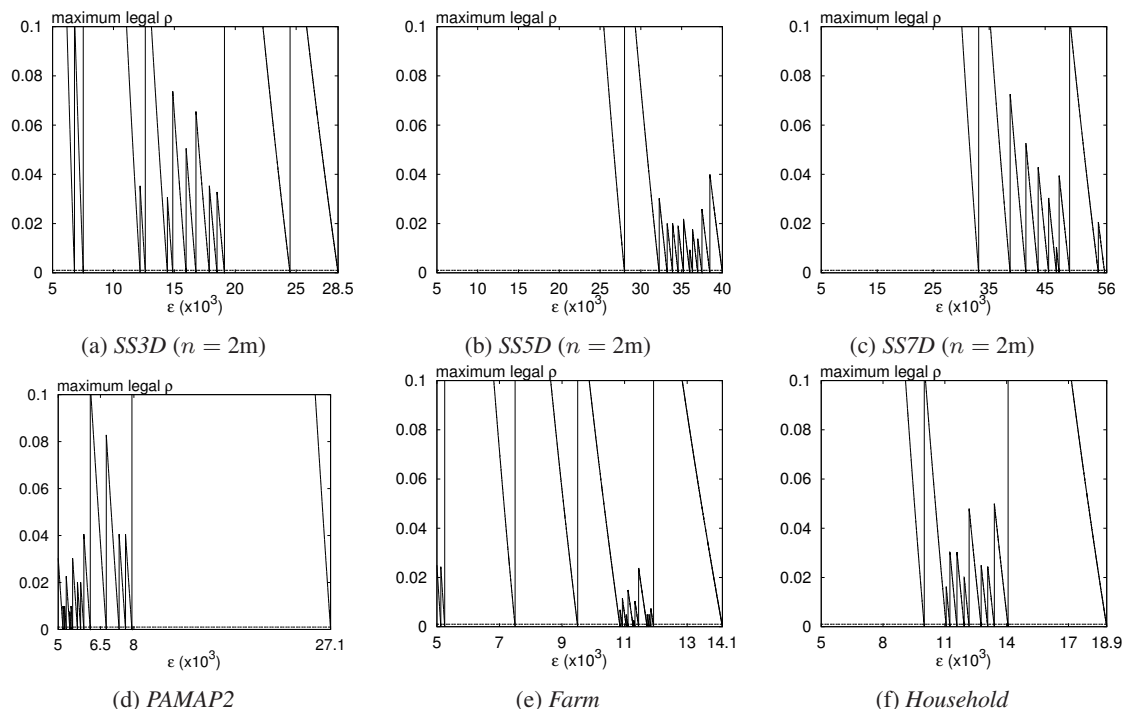 maximum legal ρ
0.1
0.08
0.06
0.04
0.02
0
5 10 15 20 25 28.5
ε (x10³)
(a) SS3D (n = 2m)
maximum legal ρ
0.1
0.08
0.06
0.04
0.02
0
5 10 15 20 25 30 35 40
ε (x10³)
(b) SS5D (n = 2m)
maximum legal ρ
0.1
0.08
0.06
0.04
0.02
0
5 15 25 35 45 56
ε (x10³)
(c) SS7D (n = 2m)
maximum legal ρ
0.1
0.08
0.06
0.04
0.02
0
5 6.5 8 27.1
ε (x10³)
(d) PAMAP2
maximum legal ρ
0.1
0.08
0.06
0.04
0.02
0
5 7 9 11 13 14.1
ε (x10³)
(e) Farm
maximum legal ρ
0.1
0.08
0.06
0.04
0.02
0
5 8 11 14 17 18.9
ε (x10³)
(f) Household